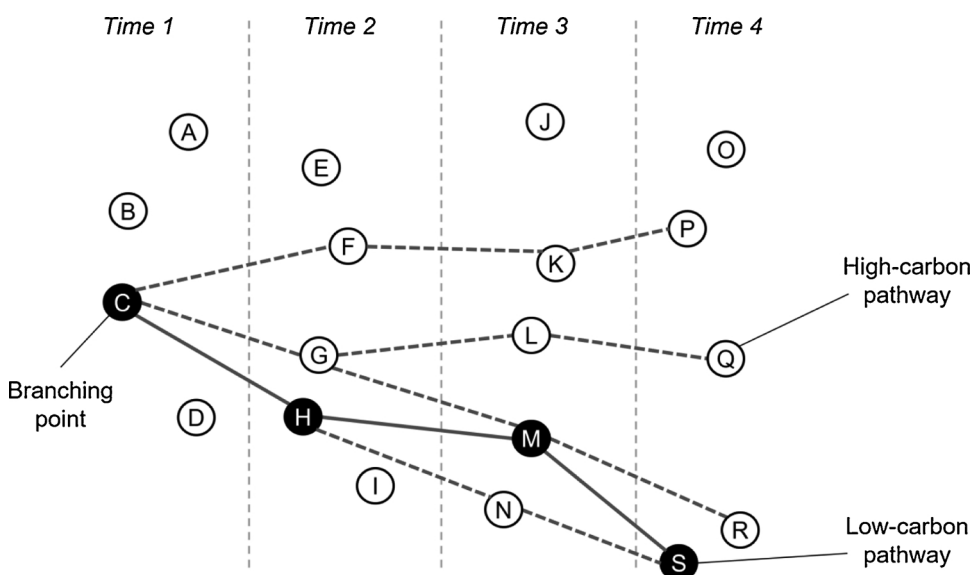 Time 1
Time 2
Time 3
Time 4
A
B
C
D
E
F
G
H
I
J
K
L
M
N
O
P
Q
R
S
Branching
point
High-carbon
pathway
Low-carbon
pathway